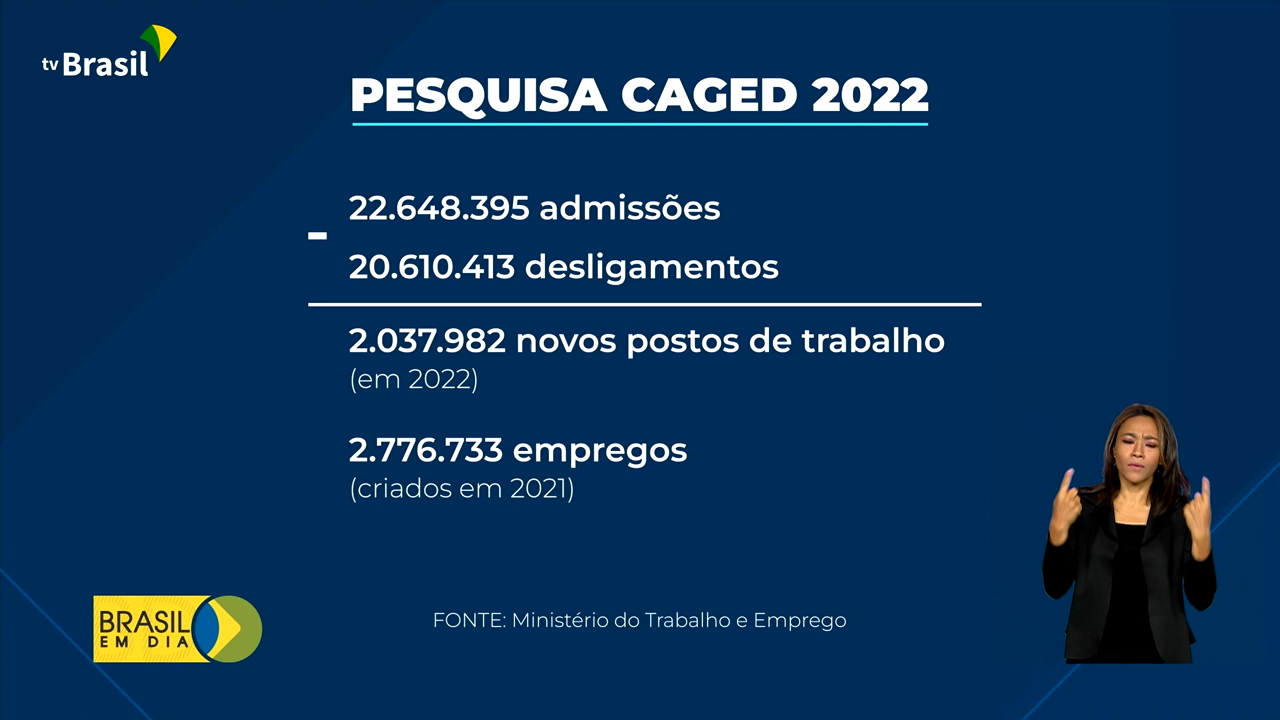 tv Brasil
PESQUISA CAGED 2022
22.648.395 admissões
-
20.610.413 desligamentos
2.037.982 novos postos de trabalho
(em 2022)
2.776.733 empregos
(criados em 2021)
BRASIL
EM DIA
FONTE: Ministério do Trabalho e Emprego